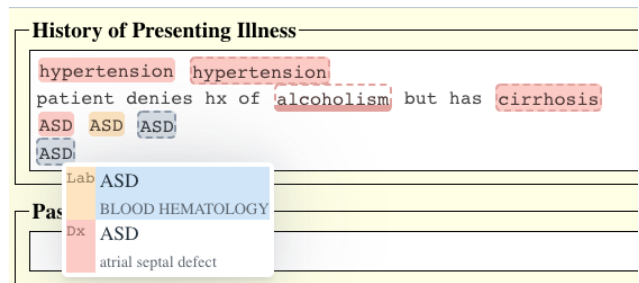 History of Presenting Illness
hypertension hypertension
patient denies hx of alcoholism but has cirrhosis
ASD ASD ASD
ASD
Lab ASD
BLOOD HEMATOLOGY
Pas
Dx ASD
atrial septal defect